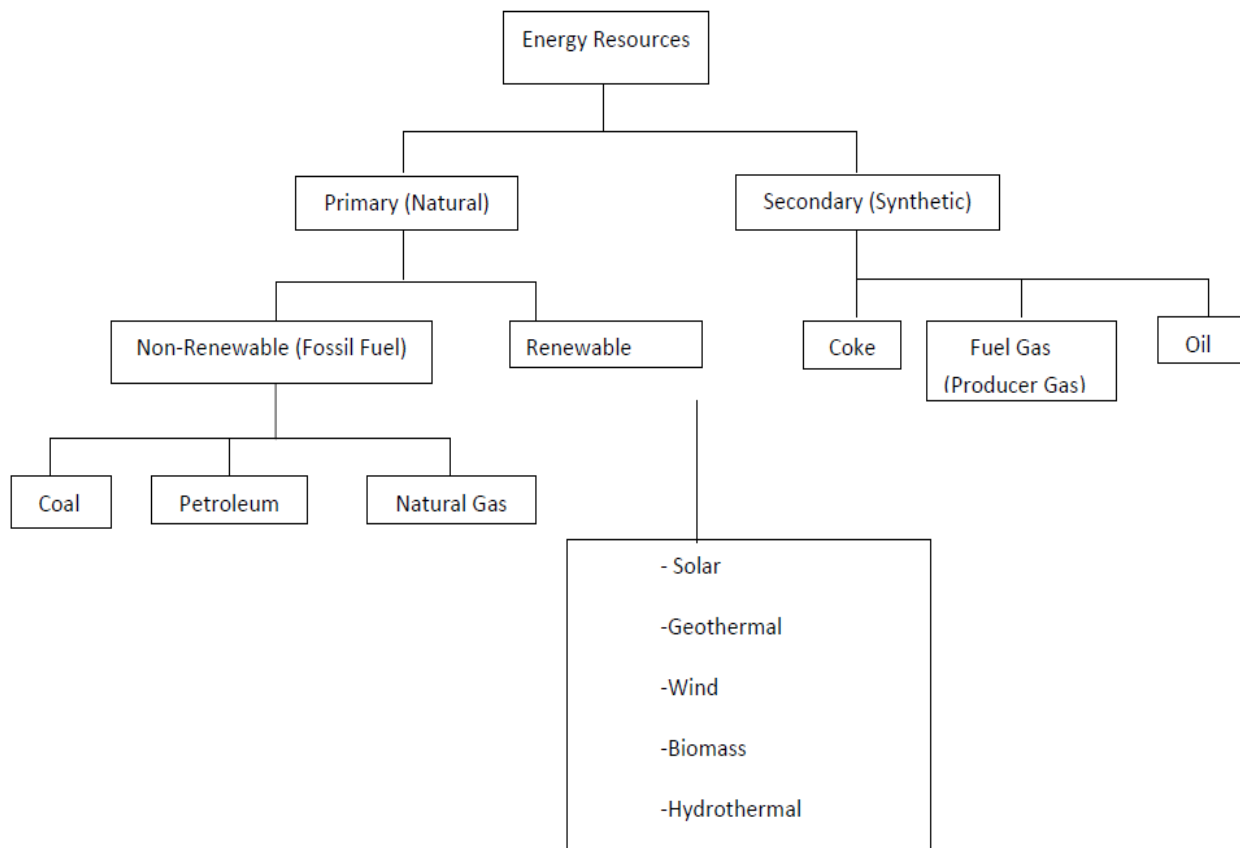 Energy Resources
Primary (Natural)
Secondary (Synthetic)
Non-Renewable (Fossil Fuel)
Renewable
Coke
Fuel Gas
(Producer Gas)
Oil
Coal
Petroleum
Natural Gas
- Solar
-Geothermal
-Wind
-Biomass
-Hydrothermal